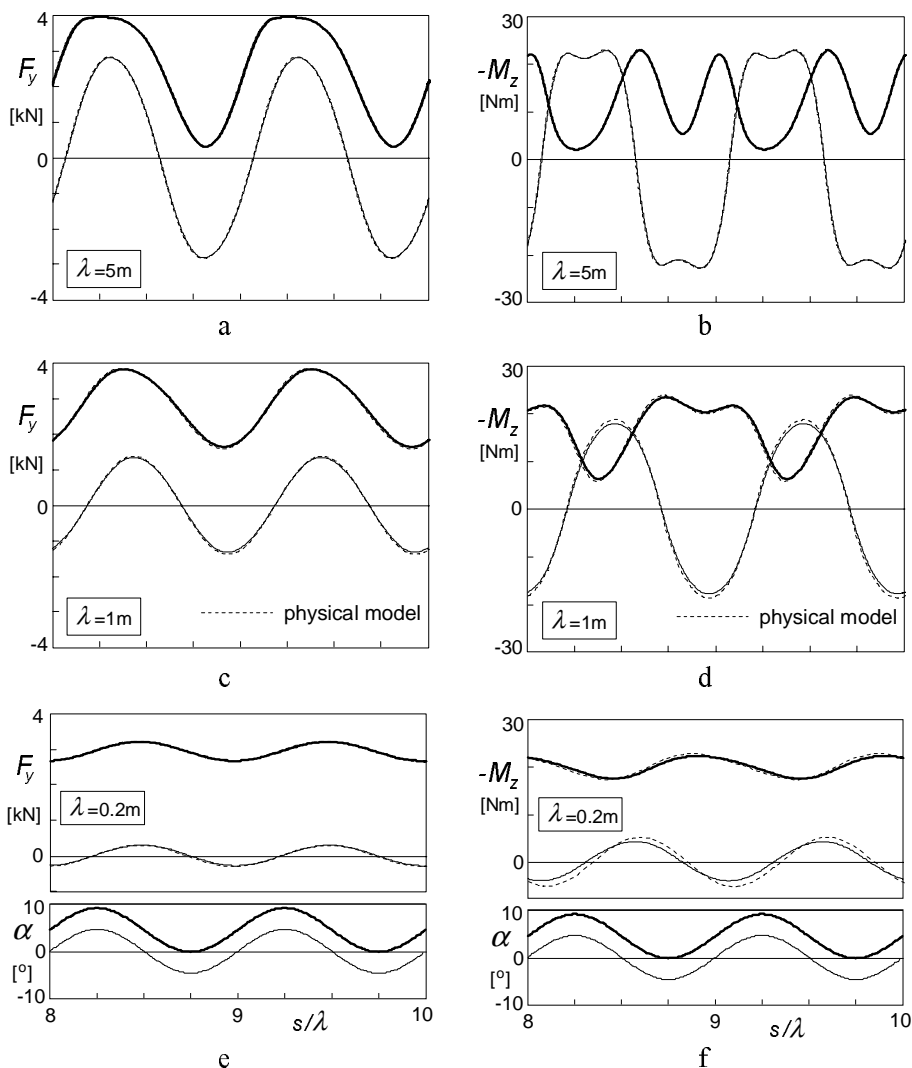 4
F_y
[kN]
0
λ=5m
-4
a
30
-M_z
[Nm]
0
λ=5m
-30
b
4
F_y
[kN]
0
λ=1m
physical model
-4
c
30
-M_z
[Nm]
0
λ=1m
physical model
-30
d
4
F_y
[kN]
λ=0.2m
0
10
α
0
[°]
-10
8
9
s/λ
10
e
30
-M_z
[Nm]
λ=0.2m
0
10
α
0
[°]
-10
8
9
s/λ
10
f